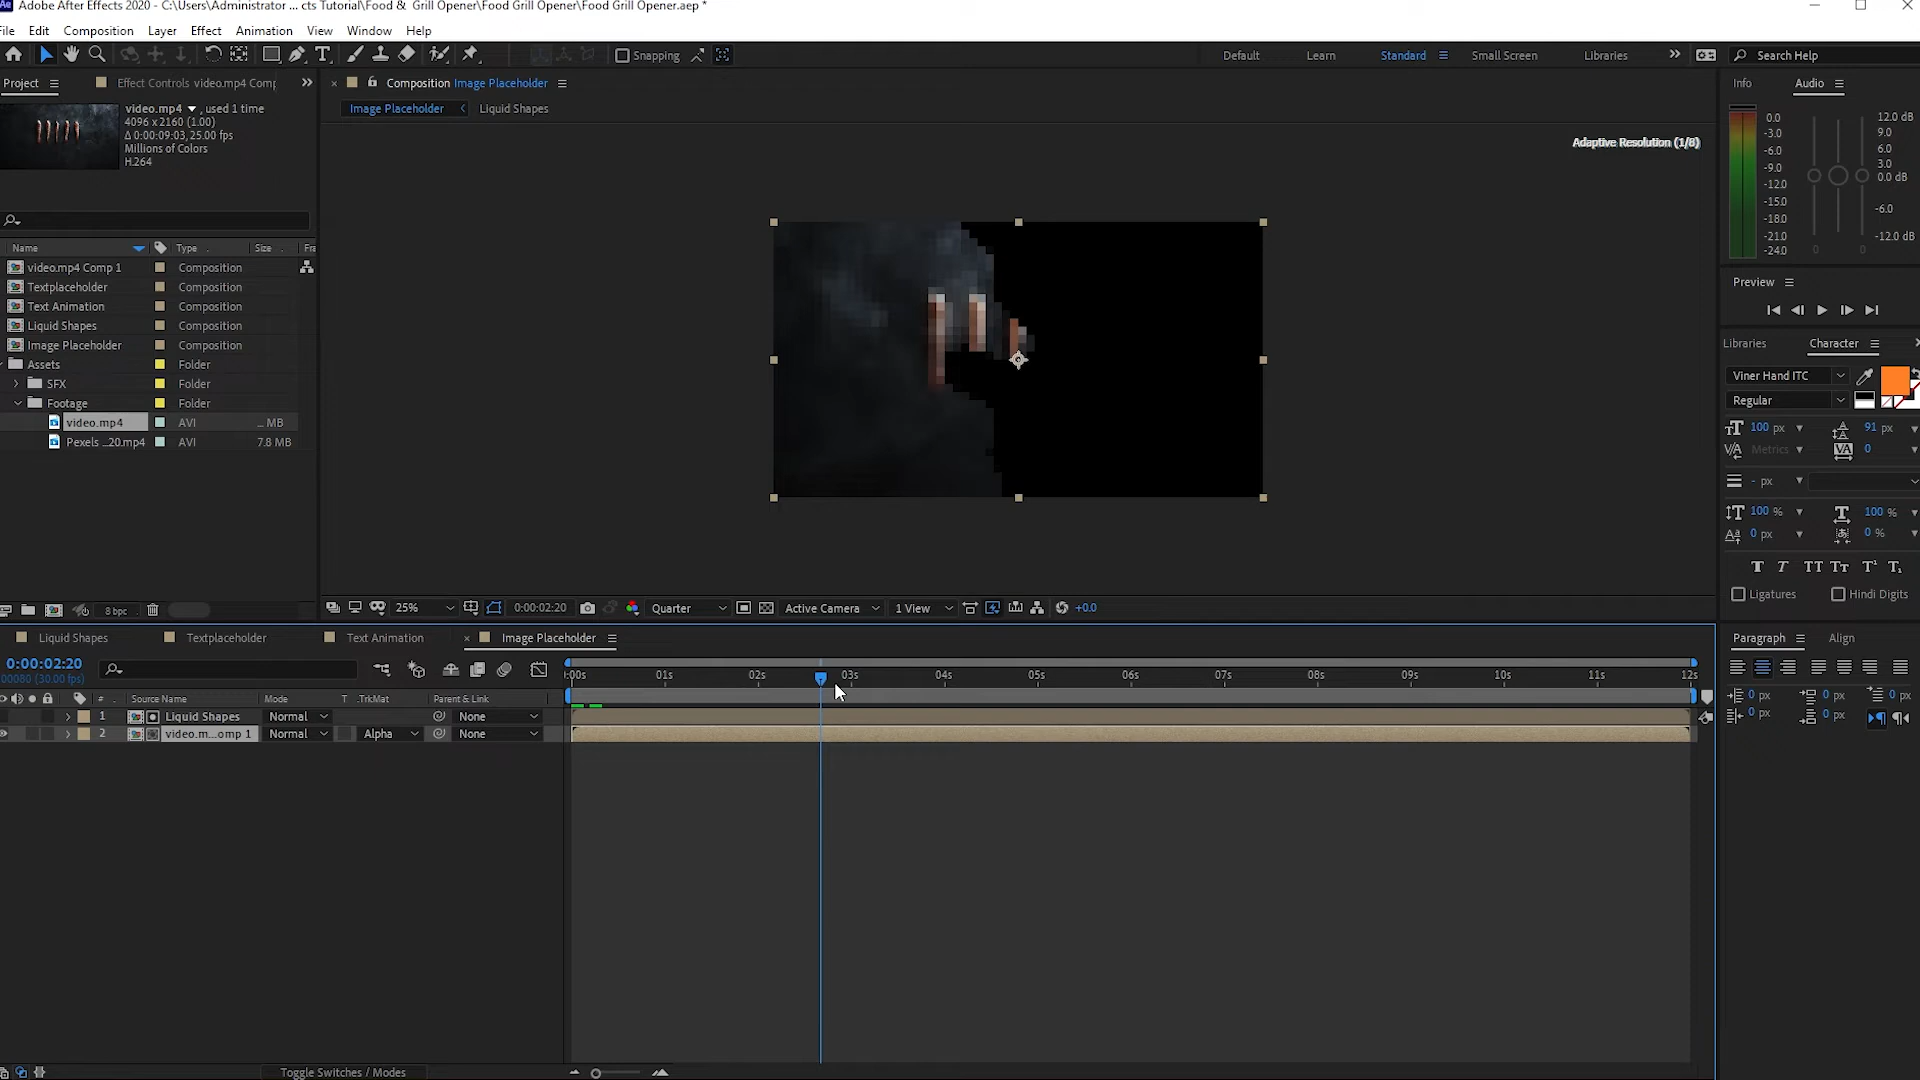 Adobe After Effects 2020 - C:\Users\Administrator ... cts Tutorial\Food & Grill Opener\Food Grill Opener\Food Grill Opener.aep *
File Edit Composition Layer Effect Animation View Window Help
Snapping
Default Learn Standard Small Screen Libraries
Search Help
Project
Effect Controls video.mp4 Comp
Composition Image Placeholder
Image Placeholder Liquid Shapes
video.mp4 , used 1 time
4096 x 2160 (1.00)
Δ 0:00:09:03, 25.00 fps
Millions of Colors
H.264
Adaptive Resolution (1/8)
Name Type Size Fra
video.mp4 Comp 1 Composition
Textplaceholder Composition
Text Animation Composition
Liquid Shapes Composition
Image Placeholder Composition
Assets Folder
SFX Folder
Footage Folder
video.mp4 AVI ... MB
Pexels ...20.mp4 AVI 7.8 MB
8 bpc
25% 0:00:02:20 Quarter Active Camera 1 View +0.0
Info Audio
0.0
-3.0
-6.0
-9.0
-12.0
-15.0
-18.0
-21.0
-24.0
12.0 dB
9.0
6.0
3.0
0.0 dB
-6.0
-12.0 dB
0 0
Preview
Libraries Character
Viner Hand ITC
Regular
100 px 91 px
Metrics 0
- px
100 % 100 %
0 px 0 %
T T TT Tt T¹ T₁
Ligatures Hindi Digits
Paragraph Align
0 px 0 px 0 px
0 px 0 px
Liquid Shapes Textplaceholder Text Animation Image Placeholder
0:00:02:20
00080 (30.00 fps)
:00s 01s 02s 03s 04s 05s 06s 07s 08s 09s 10s 11s 12s
# Source Name Mode T .TrkMat Parent & Link
1 Liquid Shapes Normal None
2 video.m...omp 1 Normal Alpha None
Toggle Switches / Modes